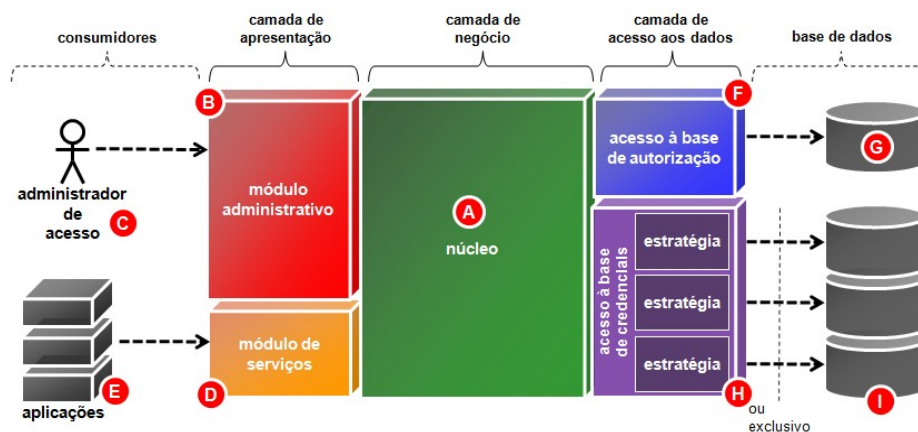 consumidores
camada de
apresentação
camada de
negócio
camada de
acesso aos dados
base de dados
B
F
administrador
de
acesso
C
módulo
administrativo
A
núcleo
acesso à base
de autorização
G
acesso à base
de credenciais
estratégia
estratégia
estratégia
módulo de
serviços
E
aplicações
D
H
ou
exclusivo
I